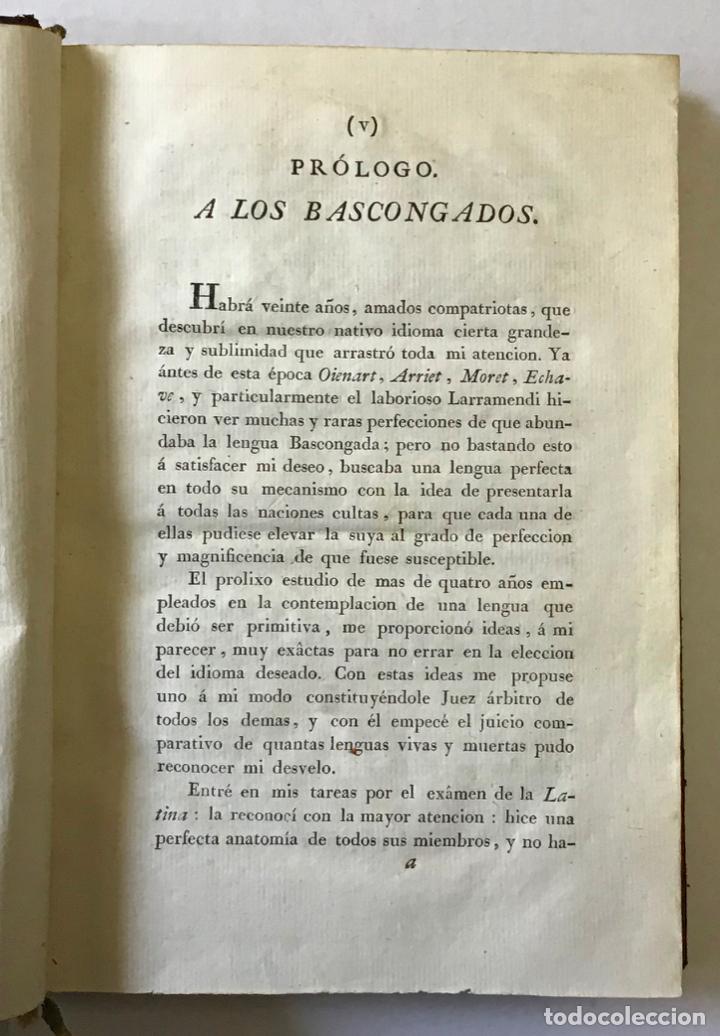 (v)
PRÓLOGO.
A LOS BASCONGADOS.
Habrá veinte años, amados compatriotas, que
descubrí en nuestro nativo idioma cierta grande-
za y sublimidad que arrastró toda mi atencion. Ya
ántes de esta época Oienart, Arriet, Moret, Echa-
ve, y particularmente el laborioso Larramendi hi-
cieron ver muchas y raras perfecciones de que abun-
daba la lengua Bascongada; pero no bastando esto
á satisfacer mi deseo, buscaba una lengua perfecta
en todo su mecanismo con la idea de presentarla
á todas las naciones cultas, para que cada una de
ellas pudiese elevar la suya al grado de perfeccion
y magnificencia de que fuese susceptible.
El prolixo estudio de mas de quatro años em-
pleados en la contemplacion de una lengua que
debió ser primitiva, me proporcionó ideas, á mi
parecer, muy exâctas para no errar en la eleccion
del idioma deseado. Con estas ideas me propuse
uno á mi modo constituyéndole Juez árbitro de
todos los demas, y con él empecé el juicio com-
parativo de quantas lenguas vivas y muertas pudo
reconocer mi desvelo.
Entré en mis tareas por el exâmen de la La-
tina: la reconocí con la mayor atencion: hice una
perfecta anatomía de todos sus miembros, y no ha-
a
todocoleccion